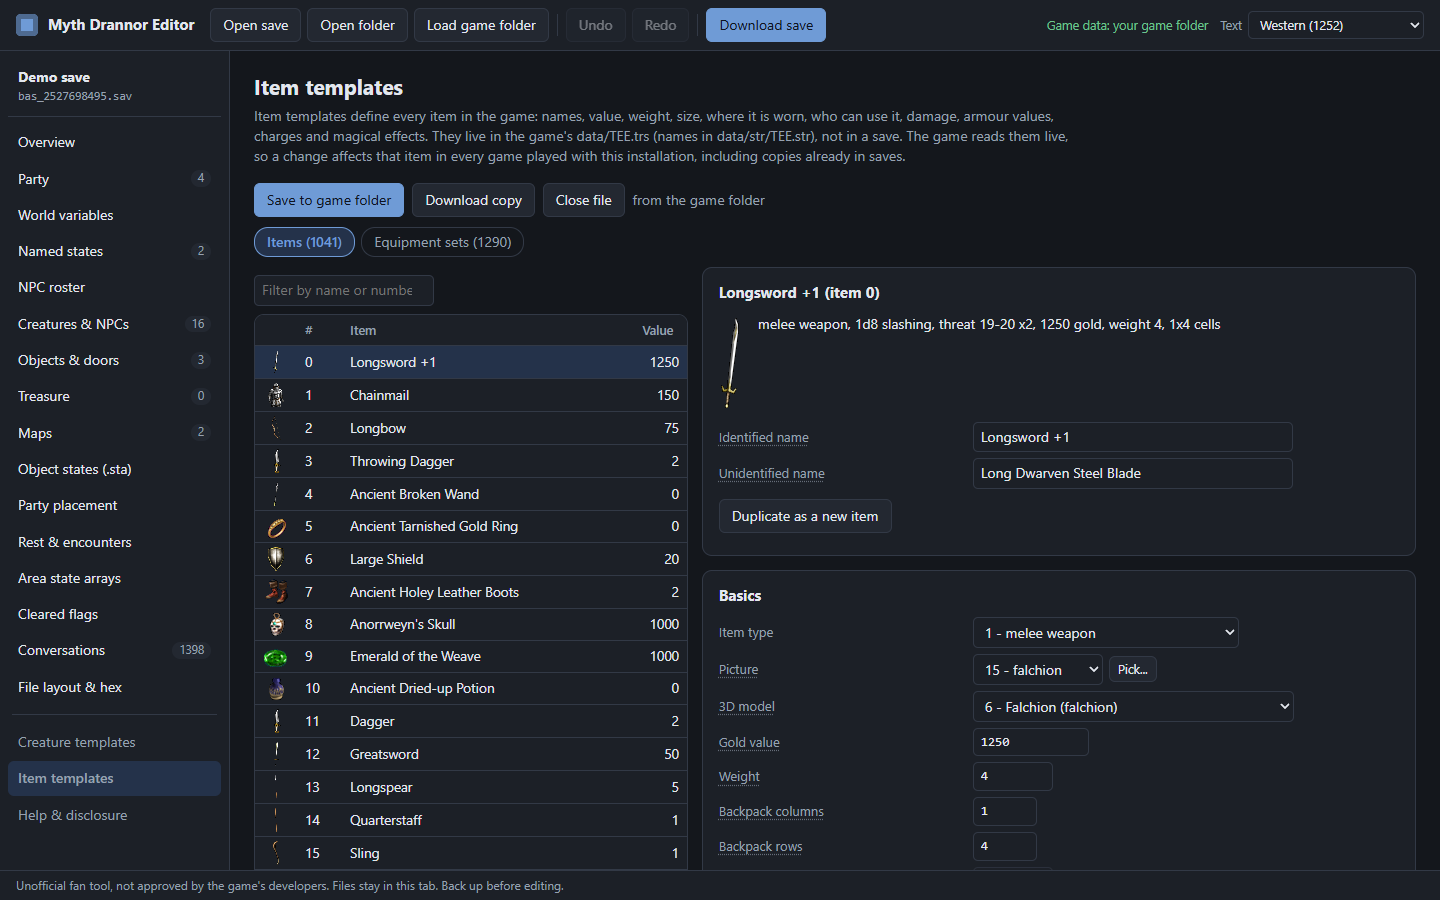 Myth Drannor Editor
Open save
Open folder
Load game folder
Undo
Redo
Download save
Game data: your game folder
Text
Western (1252)
Demo save
bas_2527698495.sav
Overview
Party 4
World variables
Named states 2
NPC roster
Creatures & NPCs 16
Objects & doors 3
Treasure 0
Maps 2
Object states (.sta)
Party placement
Rest & encounters
Area state arrays
Cleared flags
Conversations 1398
File layout & hex
Creature templates
Item templates
Help & disclosure
Item templates
Item templates define every item in the game: names, value, weight, size, where it is worn, who can use it, damage, armour values,
charges and magical effects. They live in the game's data/TEE.trs (names in data/str/TEE.str), not in a save. The game reads them live,
so a change affects that item in every game played with this installation, including copies already in saves.
Save to game folder
Download copy
Close file
from the game folder
Items (1041)
Equipment sets (1290)
Filter by name or numbe
# Item Value
0 Longsword +1 1250
1 Chainmail 150
2 Longbow 75
3 Throwing Dagger 2
4 Ancient Broken Wand 0
5 Ancient Tarnished Gold Ring 0
6 Large Shield 20
7 Ancient Holey Leather Boots 2
8 Anorrweyn's Skull 1000
9 Emerald of the Weave 1000
10 Ancient Dried-up Potion 0
11 Dagger 2
12 Greatsword 50
13 Longspear 5
14 Quarterstaff 1
15 Sling 1
Longsword +1 (item 0)
melee weapon, 1d8 slashing, threat 19-20 x2, 1250 gold, weight 4, 1x4 cells
Identified name Longsword +1
Unidentified name Long Dwarven Steel Blade
Duplicate as a new item
Basics
Item type 1 - melee weapon
Picture 15 - falchion Pick...
3D model 6 - Falchion (falchion)
Gold value 1250
Weight 4
Backpack columns 1
Backpack rows 4
Unofficial fan tool, not approved by the game's developers. Files stay in this tab. Back up before editing.